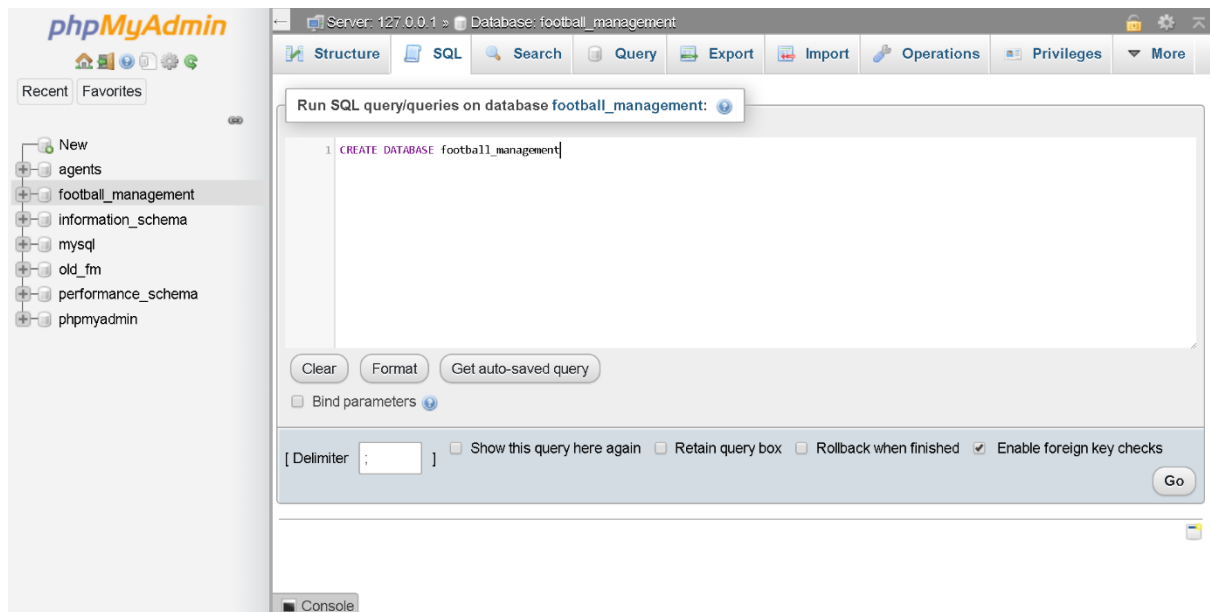 phpMyAdmin
Recent Favorites
New
agents
football_management
information_schema
mysql
old_fm
performance_schema
phpmyadmin
Server: 127.0.0.1 » Database: football_management
Structure SQL Search Query Export Import Operations Privileges More
Run SQL query/queries on database football_management:
1 CREATE DATABASE football_management
Clear Format Get auto-saved query
Bind parameters
[ Delimiter ; ] Show this query here again Retain query box Rollback when finished Enable foreign key checks
Go
Console